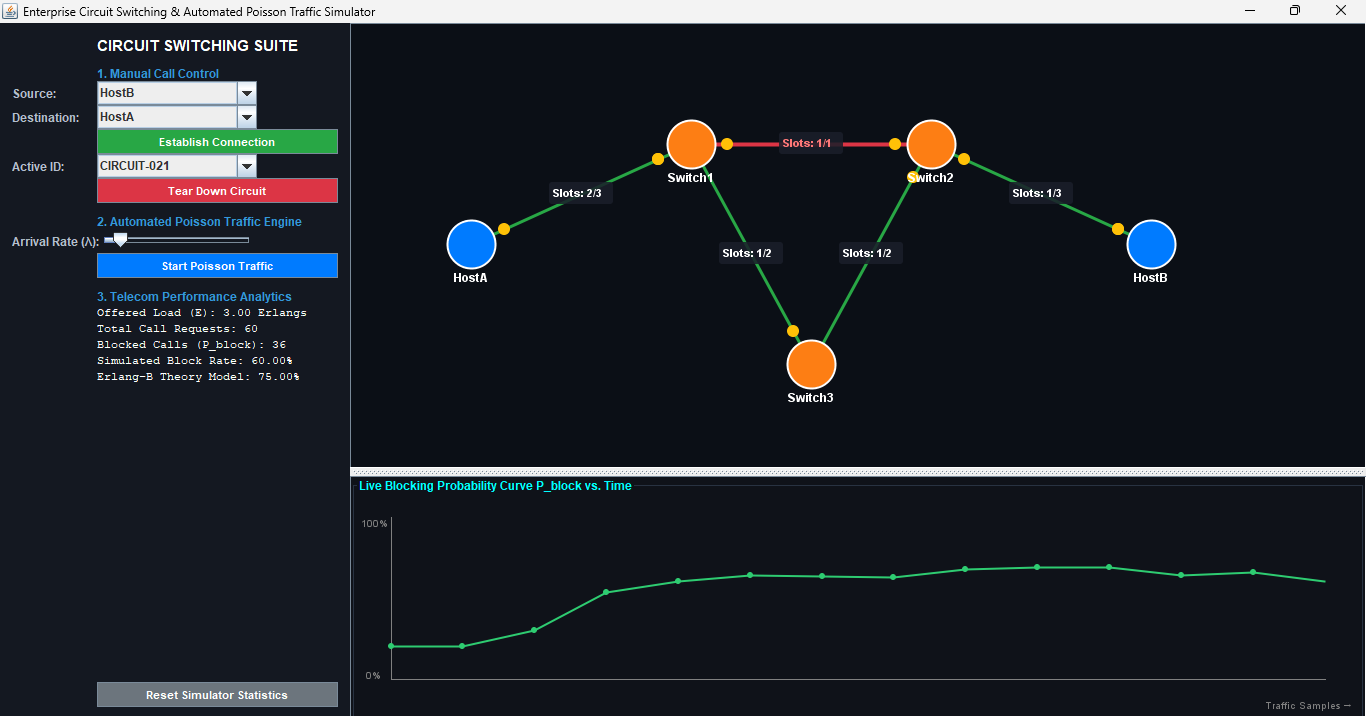 Enterprise Circuit Switching & Automated Poisson Traffic Simulator
CIRCUIT SWITCHING SUITE
1. Manual Call Control
Source: HostB
Destination: HostA
Establish Connection
Active ID: CIRCUIT-021
Tear Down Circuit
2. Automated Poisson Traffic Engine
Arrival Rate (λ):
Start Poisson Traffic
3. Telecom Performance Analytics
Offered Load (E): 3.00 Erlangs
Total Call Requests: 60
Blocked Calls (P_block): 36
Simulated Block Rate: 60.00%
Erlang-B Theory Model: 75.00%
Reset Simulator Statistics
Slots: 1/1
Switch1
Switch2
Slots: 2/3
Slots: 1/3
Slots: 1/2
Slots: 1/2
HostA
HostB
Switch3
Live Blocking Probability Curve P_block vs. Time
100%
0%
Traffic Samples →